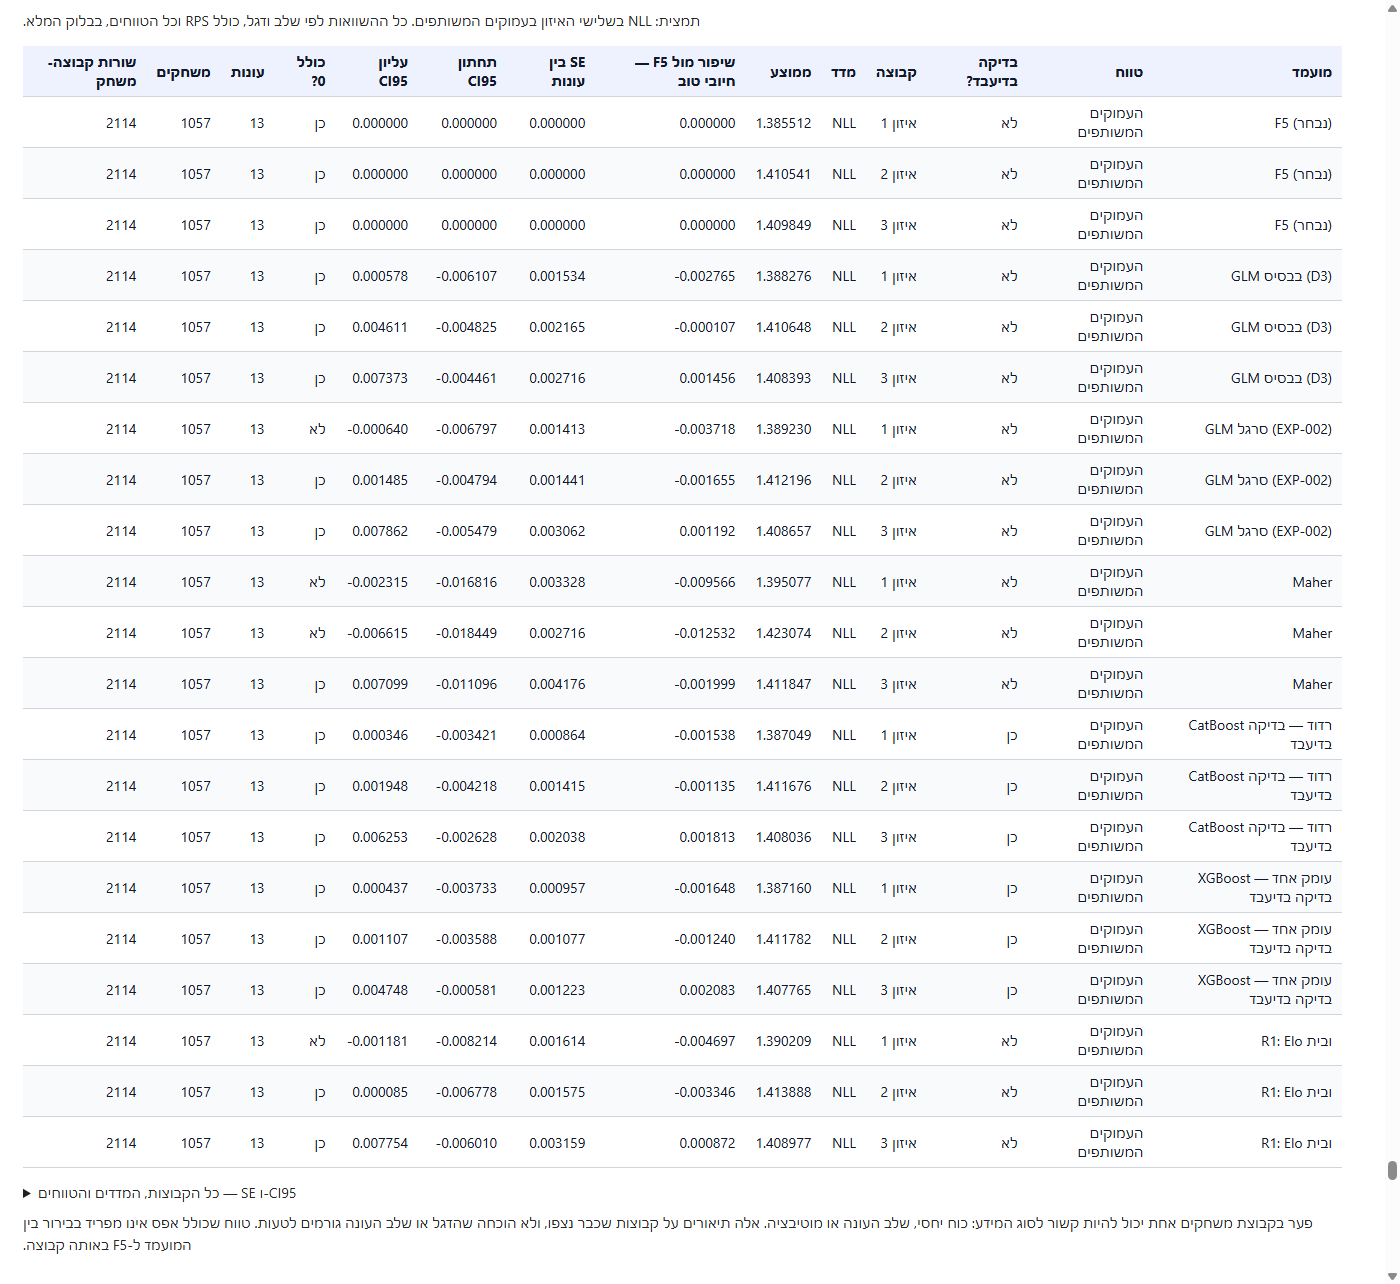 תמצית: NLL בשלישי האיזון בעמוקים המשותפים. כל ההשוואות לפי שלב ודגל, כולל RPS וכל הטווחים, בבלוק המלא.
מועמד | טווח | בדיקה בדיעבד? | קבוצה | מדד | ממוצע | שיפור מול F5 — חיובי טוב | SE בין עונות | תחתון CI95 | עליון CI95 | כולל 0? | עונות | משחקים | שורות קבוצה-משחק
F5 (נבחר) | העמוקים המשותפים | לא | איזון 1 | NLL | 1.385512 | 0.000000 | 0.000000 | 0.000000 | 0.000000 | כן | 13 | 1057 | 2114
F5 (נבחר) | העמוקים המשותפים | לא | איזון 2 | NLL | 1.410541 | 0.000000 | 0.000000 | 0.000000 | 0.000000 | כן | 13 | 1057 | 2114
F5 (נבחר) | העמוקים המשותפים | לא | איזון 3 | NLL | 1.409849 | 0.000000 | 0.000000 | 0.000000 | 0.000000 | כן | 13 | 1057 | 2114
GLM בבסיס (D3) | העמוקים המשותפים | לא | איזון 1 | NLL | 1.388276 | -0.002765 | 0.001534 | -0.006107 | 0.000578 | כן | 13 | 1057 | 2114
GLM בבסיס (D3) | העמוקים המשותפים | לא | איזון 2 | NLL | 1.410648 | -0.000107 | 0.002165 | -0.004825 | 0.004611 | כן | 13 | 1057 | 2114
GLM בבסיס (D3) | העמוקים המשותפים | לא | איזון 3 | NLL | 1.408393 | 0.001456 | 0.002716 | -0.004461 | 0.007373 | כן | 13 | 1057 | 2114
GLM סרגל (EXP-002) | העמוקים המשותפים | לא | איזון 1 | NLL | 1.389230 | -0.003718 | 0.001413 | -0.006797 | -0.000640 | לא | 13 | 1057 | 2114
GLM סרגל (EXP-002) | העמוקים המשותפים | לא | איזון 2 | NLL | 1.412196 | -0.001655 | 0.001441 | -0.004794 | 0.001485 | כן | 13 | 1057 | 2114
GLM סרגל (EXP-002) | העמוקים המשותפים | לא | איזון 3 | NLL | 1.408657 | 0.001192 | 0.003062 | -0.005479 | 0.007862 | כן | 13 | 1057 | 2114
Maher | העמוקים המשותפים | לא | איזון 1 | NLL | 1.395077 | -0.009566 | 0.003328 | -0.016816 | -0.002315 | לא | 13 | 1057 | 2114
Maher | העמוקים המשותפים | לא | איזון 2 | NLL | 1.423074 | -0.012532 | 0.002716 | -0.018449 | -0.006615 | לא | 13 | 1057 | 2114
Maher | העמוקים המשותפים | לא | איזון 3 | NLL | 1.411847 | -0.001999 | 0.004176 | -0.011096 | 0.007099 | כן | 13 | 1057 | 2114
CatBoost רדוד — בדיקה בדיעבד | העמוקים המשותפים | כן | איזון 1 | NLL | 1.387049 | -0.001538 | 0.000864 | -0.003421 | 0.000346 | כן | 13 | 1057 | 2114
CatBoost רדוד — בדיקה בדיעבד | העמוקים המשותפים | כן | איזון 2 | NLL | 1.411676 | -0.001135 | 0.001415 | -0.004218 | 0.001948 | כן | 13 | 1057 | 2114
CatBoost רדוד — בדיקה בדיעבד | העמוקים המשותפים | כן | איזון 3 | NLL | 1.408036 | 0.001813 | 0.002038 | -0.002628 | 0.006253 | כן | 13 | 1057 | 2114
XGBoost עומק אחד — בדיקה בדיעבד | העמוקים המשותפים | כן | איזון 1 | NLL | 1.387160 | -0.001648 | 0.000957 | -0.003733 | 0.000437 | כן | 13 | 1057 | 2114
XGBoost עומק אחד — בדיקה בדיעבד | העמוקים המשותפים | כן | איזון 2 | NLL | 1.411782 | -0.001240 | 0.001077 | -0.003588 | 0.001107 | כן | 13 | 1057 | 2114
XGBoost עומק אחד — בדיקה בדיעבד | העמוקים המשותפים | כן | איזון 3 | NLL | 1.407765 | 0.002083 | 0.001223 | -0.000581 | 0.004748 | כן | 13 | 1057 | 2114
R1: Elo ובית | העמוקים המשותפים | לא | איזון 1 | NLL | 1.390209 | -0.004697 | 0.001614 | -0.008214 | -0.001181 | לא | 13 | 1057 | 2114
R1: Elo ובית | העמוקים המשותפים | לא | איזון 2 | NLL | 1.413888 | -0.003346 | 0.001575 | -0.006778 | 0.000085 | כן | 13 | 1057 | 2114
R1: Elo ובית | העמוקים המשותפים | לא | איזון 3 | NLL | 1.408977 | 0.000872 | 0.003159 | -0.006010 | 0.007754 | כן | 13 | 1057 | 2114
כל הקבוצות, המדדים והטווחים — SE ו-CI95
פער בקבוצת משחקים אחת יכול להיות קשור לסוג המידע: כוח יחסי, שלב העונה או מוטיבציה. אלה תיאורים על קבוצות שכבר נצפו, ולא הוכחה שהדגל או שלב העונה גורמים לטעות. טווח שכולל אפס אינו מפריד בבירור בין
המועמד ל-F5 באותה קבוצה.